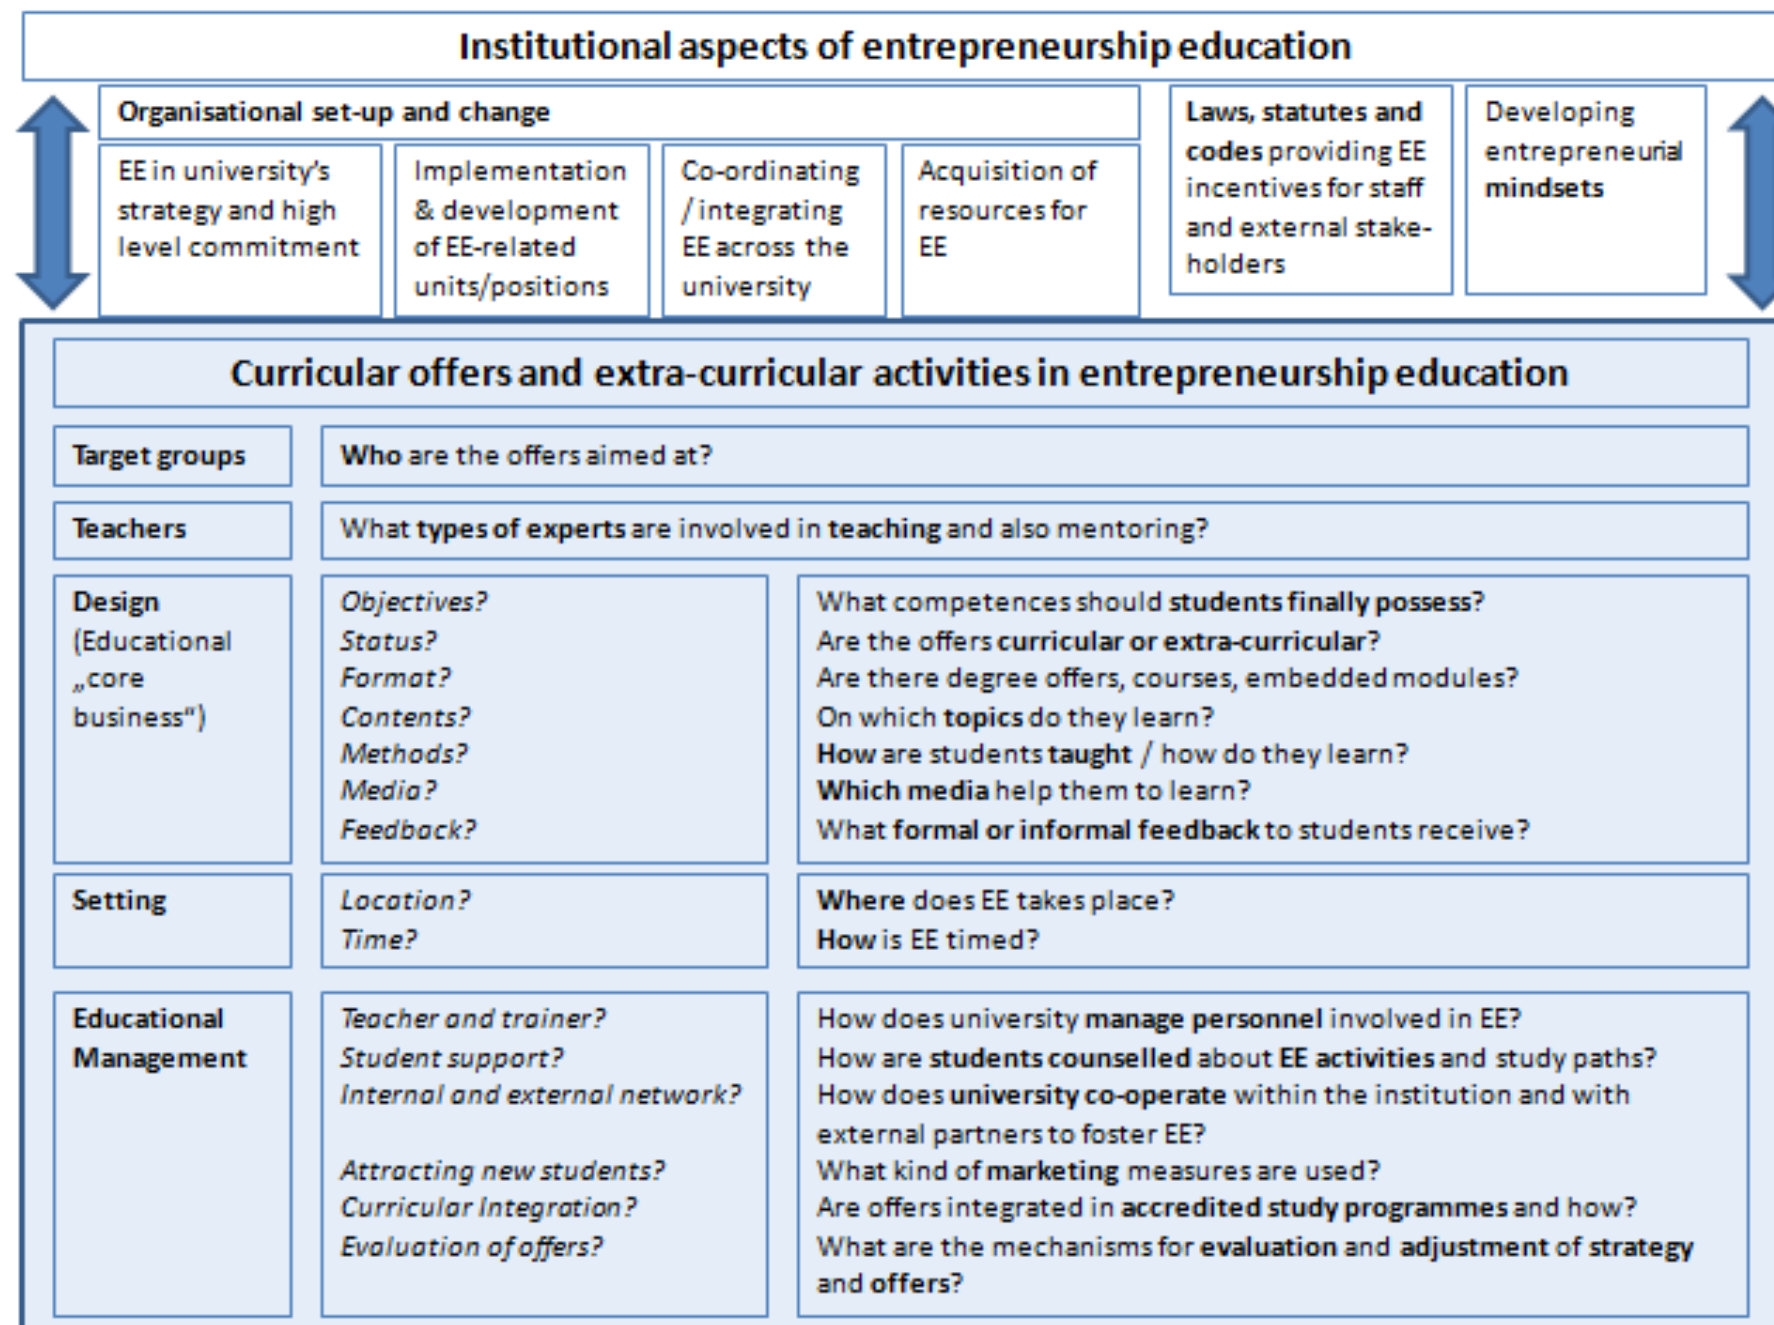 Institutional aspects of entrepreneurship education
Organisational set-up and change
EE in university's
strategy and high
level commitment
Implementation
& development
of EE-related
units/positions
Co-ordinating
/ integrating
EE across the
university
Acquisition of
resources for
EE
Laws, statutes and
codes providing EE
incentives for staff
and external stake-
holders
Developing
entrepreneurial
mindsets
Curricular offers and extra-curricular activities in entrepreneurship education
Target groups
Who are the offers aimed at?
Teachers
What types of experts are involved in teaching and also mentoring?
Design
(Educational
„core
business“)
Objectives?
Status?
Format?
Contents?
Methods?
Media?
Feedback?
What competences should students finally possess?
Are the offers curricular or extra-curricular?
Are there degree offers, courses, embedded modules?
On which topics do they learn?
How are students taught / how do they learn?
Which media help them to learn?
What formal or informal feedback to students receive?
Setting
Location?
Time?
Where does EE takes place?
How is EE timed?
Educational
Management
Teacher and trainer?
Student support?
Internal and external network?
Attracting new students?
Curricular Integration?
Evaluation of offers?
How does university manage personnel involved in EE?
How are students counselled about EE activities and study paths?
How does university co-operate within the institution and with
external partners to foster EE?
What kind of marketing measures are used?
Are offers integrated in accredited study programmes and how?
What are the mechanisms for evaluation and adjustment of strategy
and offers?